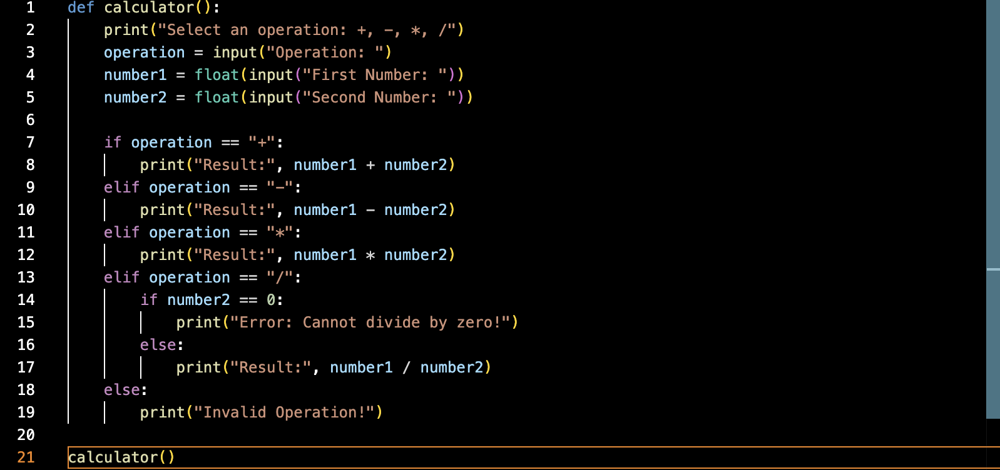 1 def calculator():
2     print("Select an operation: +, -, *, /")
3     operation = input("Operation: ")
4     number1 = float(input("First Number: "))
5     number2 = float(input("Second Number: "))
6
7     if operation == "+":
8         print("Result:", number1 + number2)
9     elif operation == "-":
10         print("Result:", number1 - number2)
11     elif operation == "*":
12         print("Result:", number1 * number2)
13     elif operation == "/":
14         if number2 == 0:
15             print("Error: Cannot divide by zero!")
16         else:
17             print("Result:", number1 / number2)
18     else:
19         print("Invalid Operation!")
20
21 calculator()